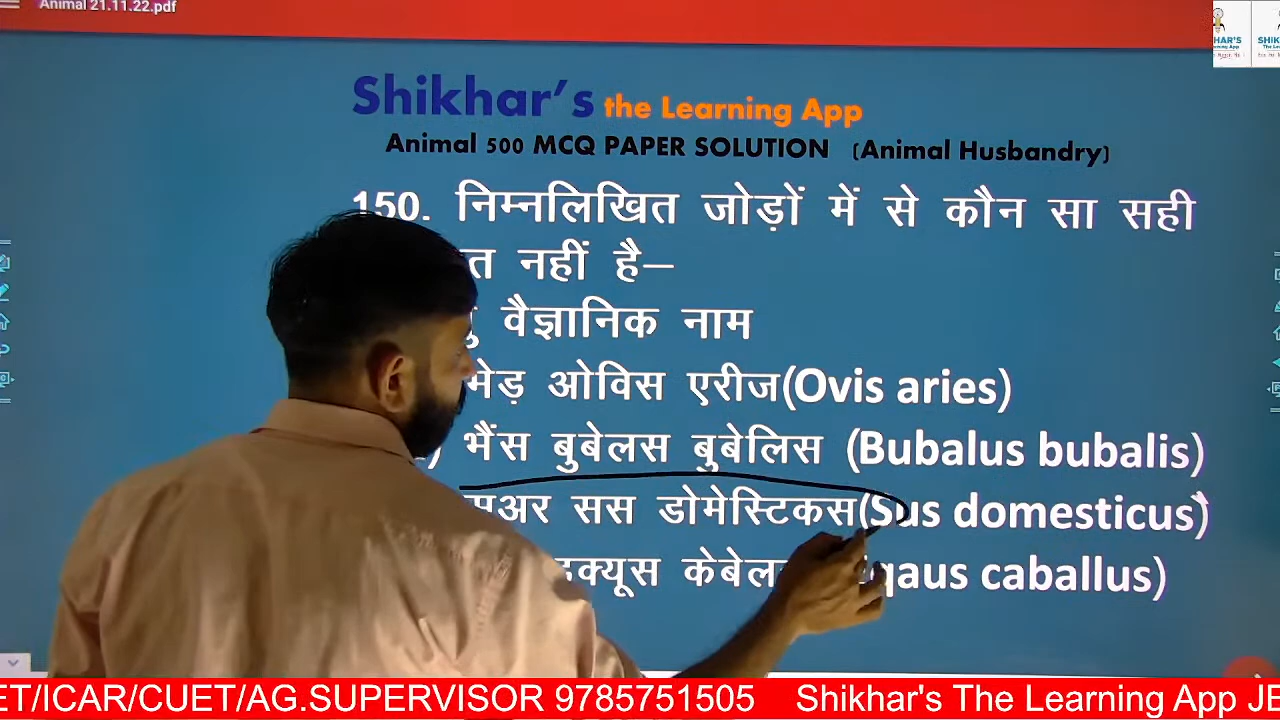 Animal 21.11.22.pdf
Shikhar's the Learning App
Animal 500 MCQ PAPER SOLUTION (Animal Husbandry)
150. निम्नलिखित जोड़ों में से कौन सा सही
नहीं है–
वैज्ञानिक नाम
भेड़ ओविस एरीज(Ovis aries)
भैंस बुबेलस बुबेलिस (Bubalus bubalis)
सुअर सस डोमेस्टिकस(Sus domesticus)
caballus)
ET/ICAR/CUET/AG.SUPERVISOR 9785751505 Shikhar's The Learning App JE